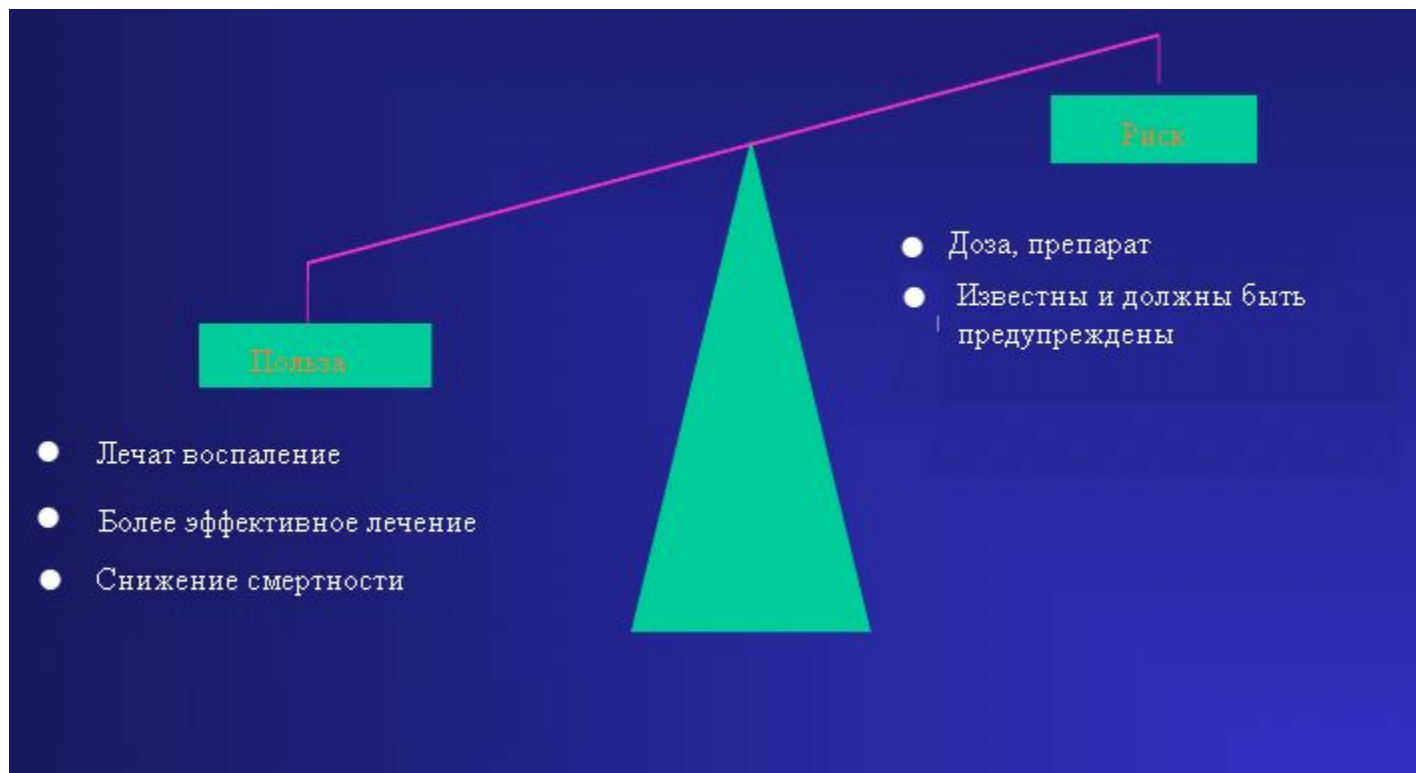 Риск
Доза, препарат
Известны и должны быть
предупреждены
Польза
Лечат воспаление
Более эффективное лечение
Снижение смертности